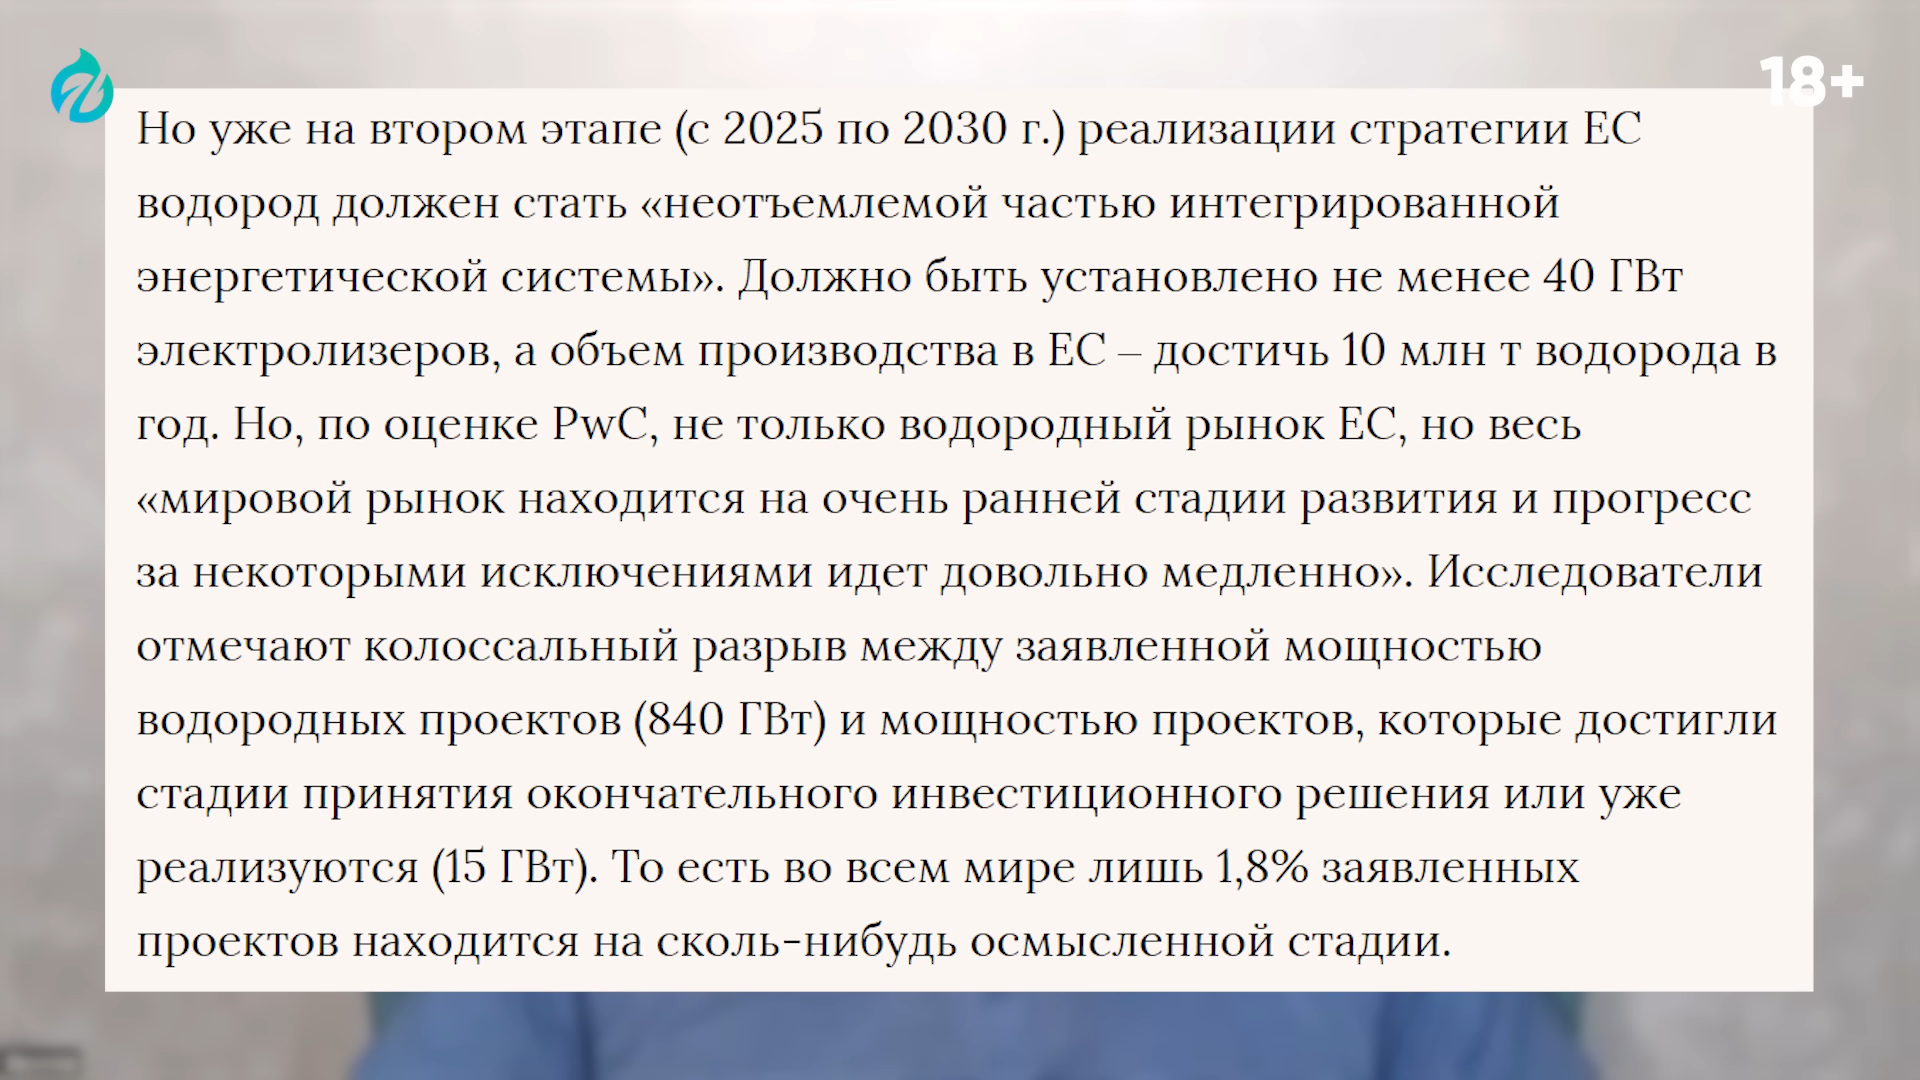 18+
Но уже на втором этапе (с 2025 по 2030 г.) реализации стратегии ЕС
водород должен стать «неотъемлемой частью интегрированной
энергетической системы». Должно быть установлено не менее 40 ГВт
электролизеров, а объем производства в ЕС – достичь 10 млн т водорода в
год. Но, по оценке PwC, не только водородный рынок ЕС, но весь
«мировой рынок находится на очень ранней стадии развития и прогресс
за некоторыми исключениями идет довольно медленно». Исследователи
отмечают колоссальный разрыв между заявленной мощностью
водородных проектов (840 ГВт) и мощностью проектов, которые достигли
стадии принятия окончательного инвестиционного решения или уже
реализуются (15 ГВт). То есть во всем мире лишь 1,8% заявленных
проектов находится на сколь-нибудь осмысленной стадии.